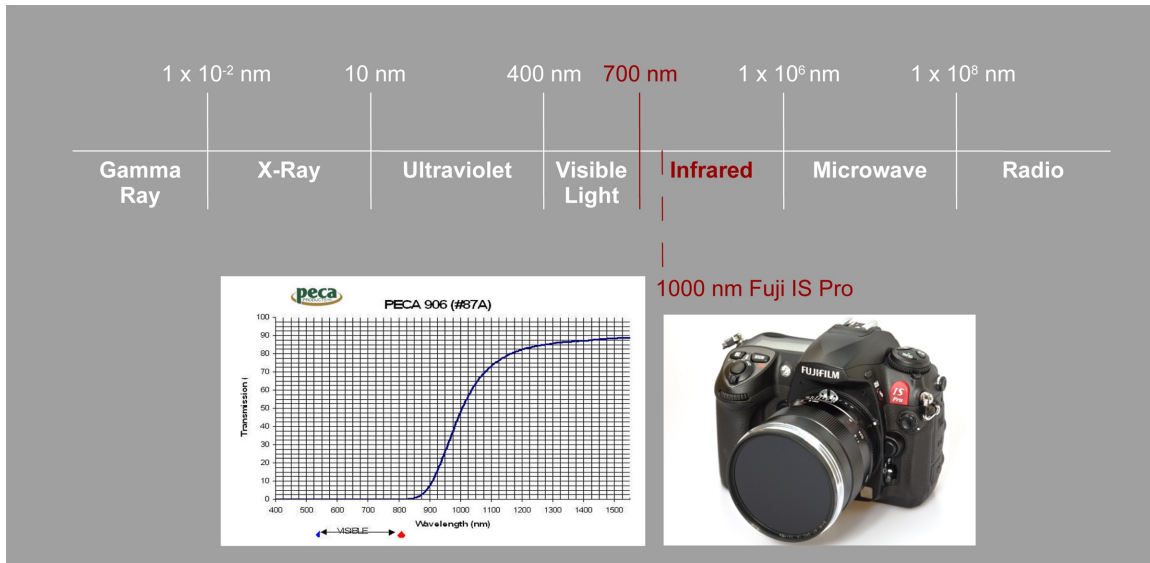 1 x 10⁻² nm 10 nm 400 nm 700 nm 1 x 10⁶ nm 1 x 10⁸ nm
Gamma Ray X-Ray Ultraviolet Visible Light Infrared Microwave Radio
1000 nm Fuji IS Pro
peca
PRODUCTS
PECA 906 (#87A)
Transmission (
100
90
80
70
60
50
40
30
20
10
0
400 500 600 700 800 900 1000 1100 1200 1300 1400 1500
Wavelength (nm)
VISIBLE
FUJIFILM
IS
Pro